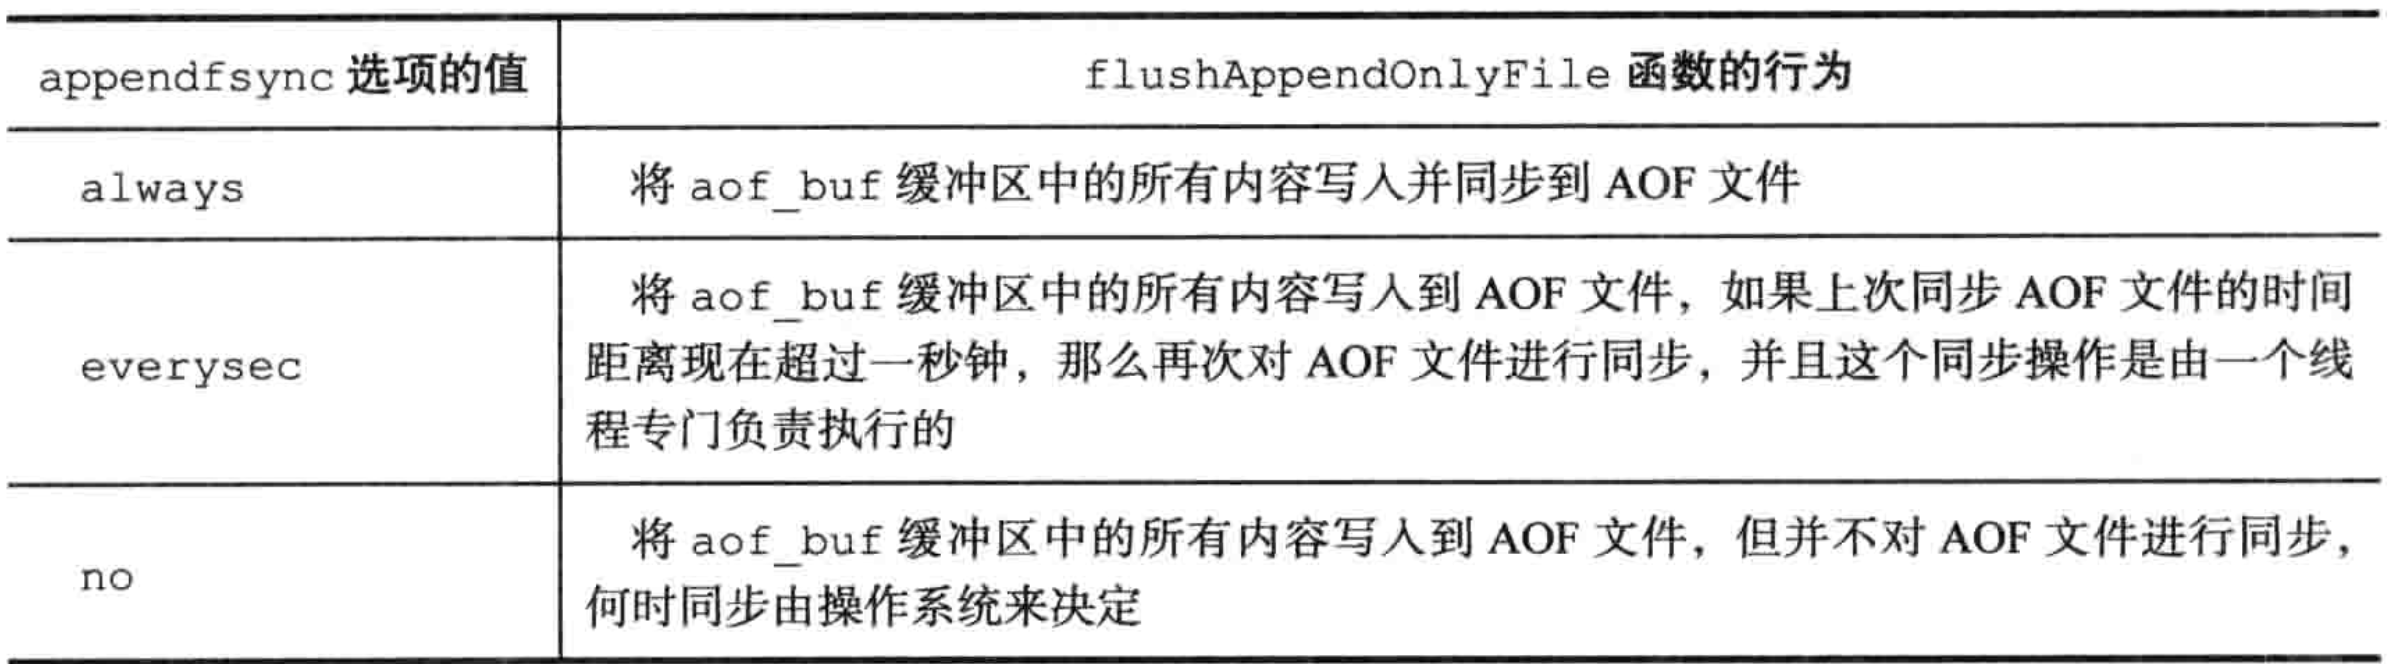 appendfsync 选项的值
flushAppendOnlyFile 函数的行为
always
将 aof_buf 缓冲区中的所有内容写入并同步到 AOF 文件
everysec
将 aof_buf 缓冲区中的所有内容写入到 AOF 文件，如果上次同步 AOF 文件的时间
距离现在超过一秒钟，那么再次对 AOF 文件进行同步，并且这个同步操作是由一个线
程专门负责执行的
no
将 aof_buf 缓冲区中的所有内容写入到 AOF 文件，但并不对 AOF 文件进行同步，
何时同步由操作系统来决定